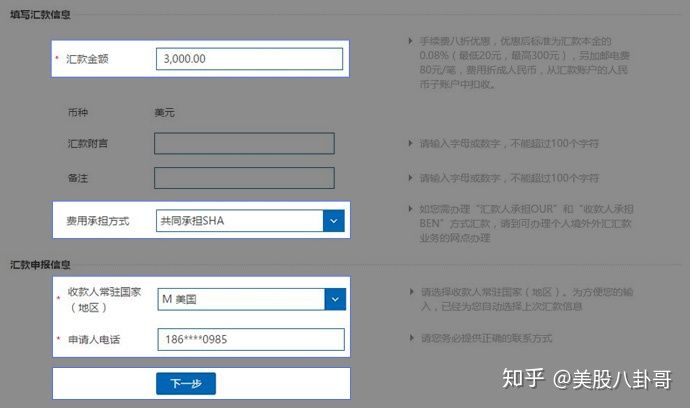 填写汇款信息
* 汇款金额 3,000.00
手续费八折优惠，优惠后标准为汇款本金的
0.08%（最低20元，最高300元），另加邮电费
80元/笔，费用折成人民币，从汇款账户的人民
币子账户中扣收。
币种 美元
汇款附言 请输入字母或数字，不能超过100个字符
备注 请输入字母或数字，不能超过100个字符
费用承担方式 共同承担SHA
如您需办理“汇款人承担OUR”和“收款人承担
BEN”方式汇款，请到可办理个人境外外汇汇款
业务的网点办理
汇款申报信息
* 收款人常驻国家
（地区）
M 美国
请选择收款人常驻国家（地区）。为方便您的输
入，已经为您自动选择上次汇款信息
* 申请人电话 186****0985 请您务必提供正确的联系方式
下一步
知乎 @美股八卦哥